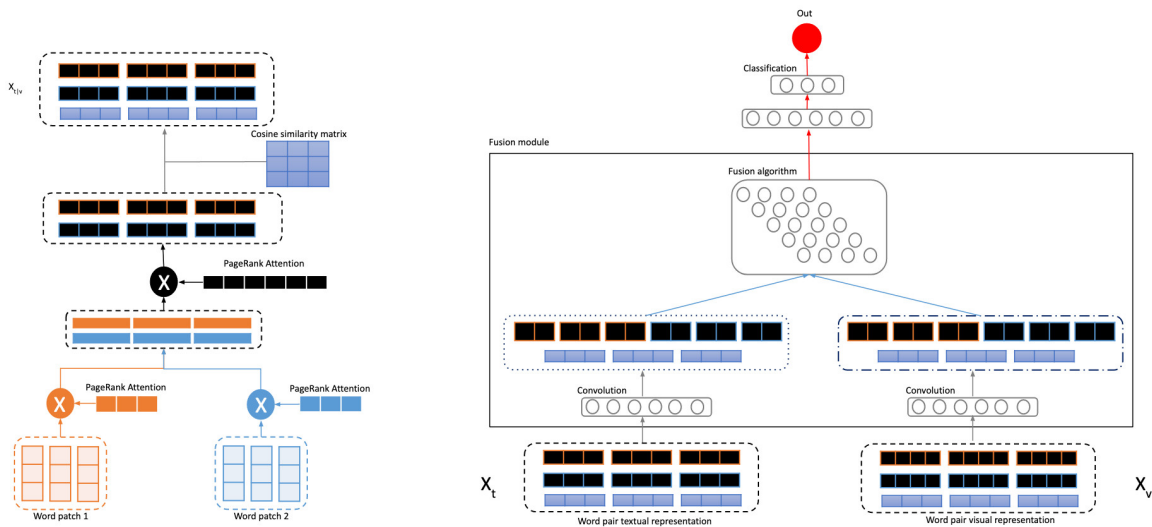 X_t|v
Cosine similarity matrix
X
PageRank Attention
PageRank Attention
X
X
PageRank Attention
Word patch 1
Word patch 2
Out
Classification
Fusion module
Fusion algorithm
Convolution
Convolution
X_t
X_v
Word pair textual representation
Word pair visual representation